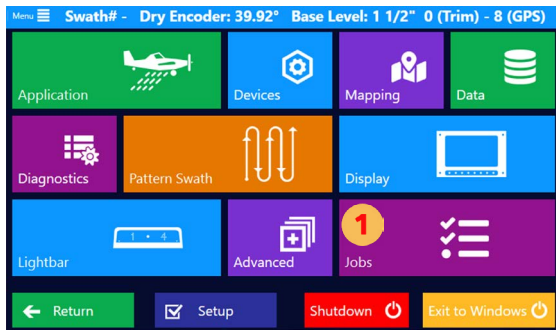 Menu Swath# - Dry Encoder: 39.92° Base Level: 1 1/2" 0 (Trim) - 8 (GPS)
Application Devices Mapping Data
Diagnostics Pattern Swath Display
1
1 • 4
Lightbar Advanced Jobs
Return Setup Shutdown Exit to Windows